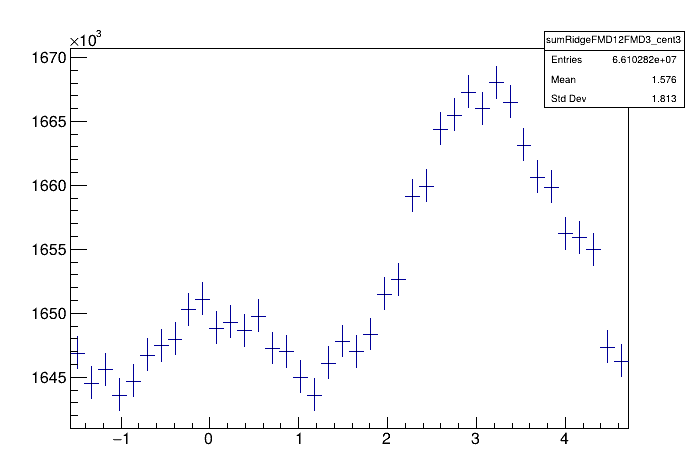 ×10³
sumRidgeFMD12FMD3_cent3
Entries 6.610282e+07
Mean 1.576
Std Dev 1.813
1670
1665
1660
1655
1650
1645
−1 0 1 2 3 4